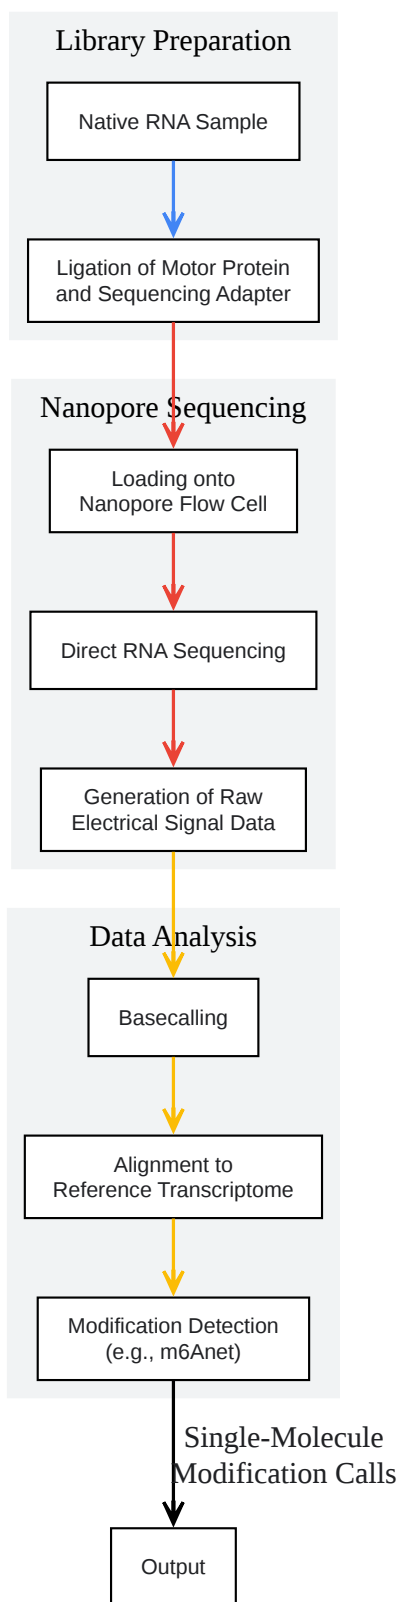 Library Preparation
Native RNA Sample
Ligation of Motor Protein
and Sequencing Adapter
Nanopore Sequencing
Loading onto
Nanopore Flow Cell
Direct RNA Sequencing
Generation of Raw
Electrical Signal Data
Data Analysis
Basecalling
Alignment to
Reference Transcriptome
Modification Detection
(e.g., m6Anet)
Single-Molecule
Modification Calls
Output